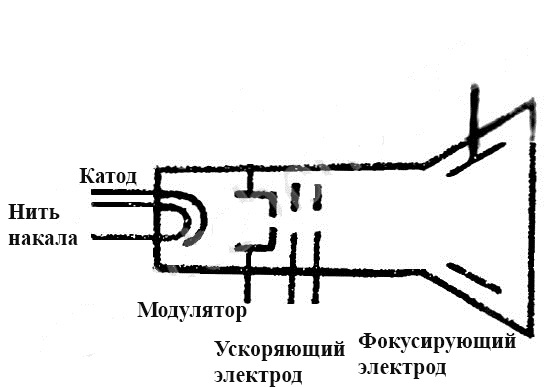 Катод
Нить
накала
Модулятор
Ускоряющий
электрод
Фокусирующий
электрод